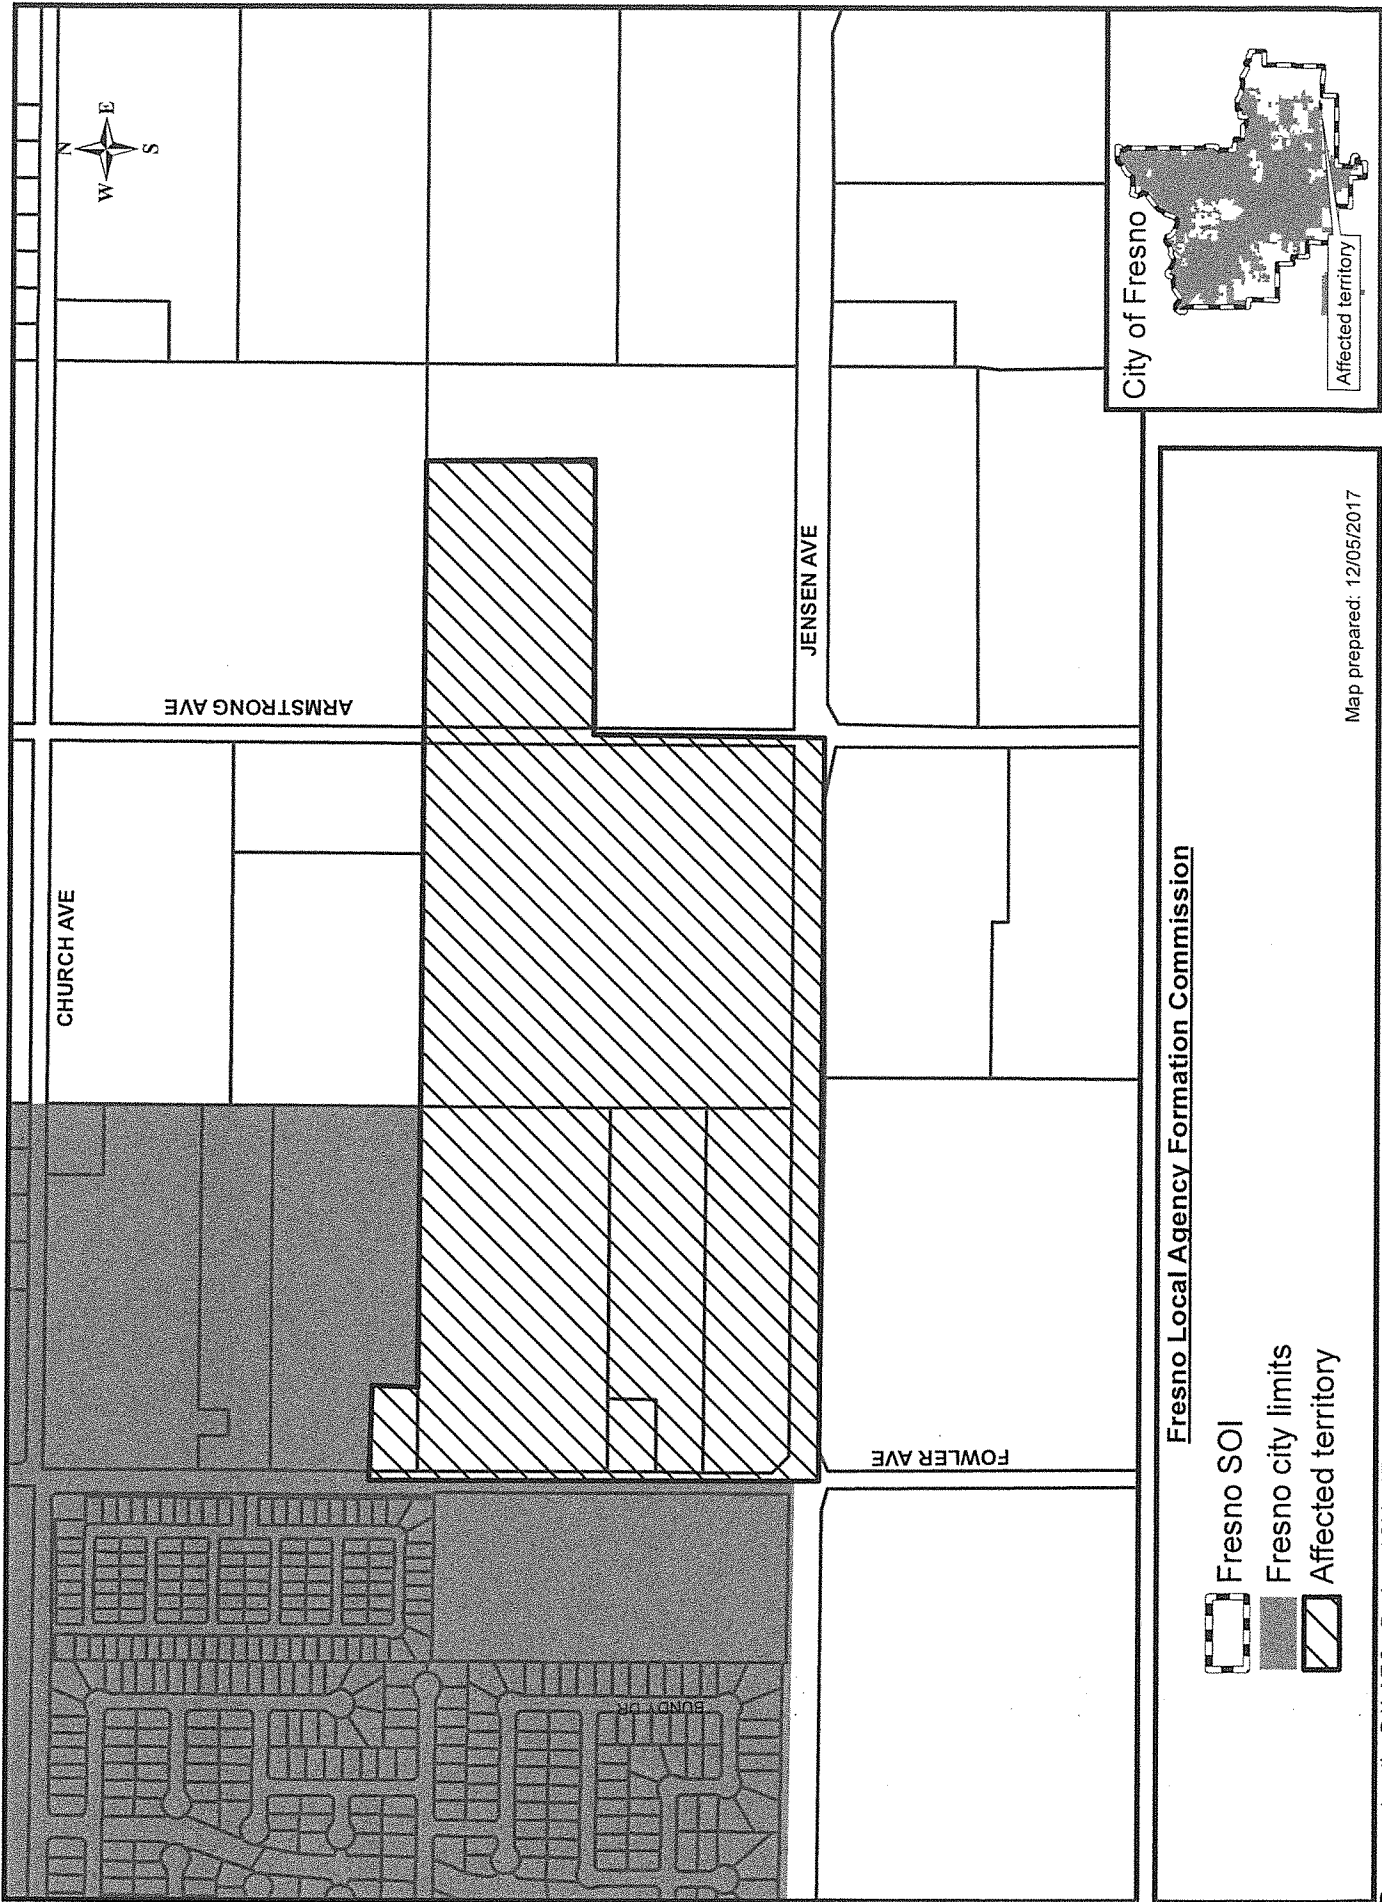 N
W E
S
CHURCH AVE
ARMSTRONG AVE
JENSEN AVE
FOWLER AVE
BUNDY DR
City of Fresno
Affected territory
Fresno Local Agency Formation Commission
Fresno SOI
Fresno city limits
Affected territory
Map prepared: 12/05/2017